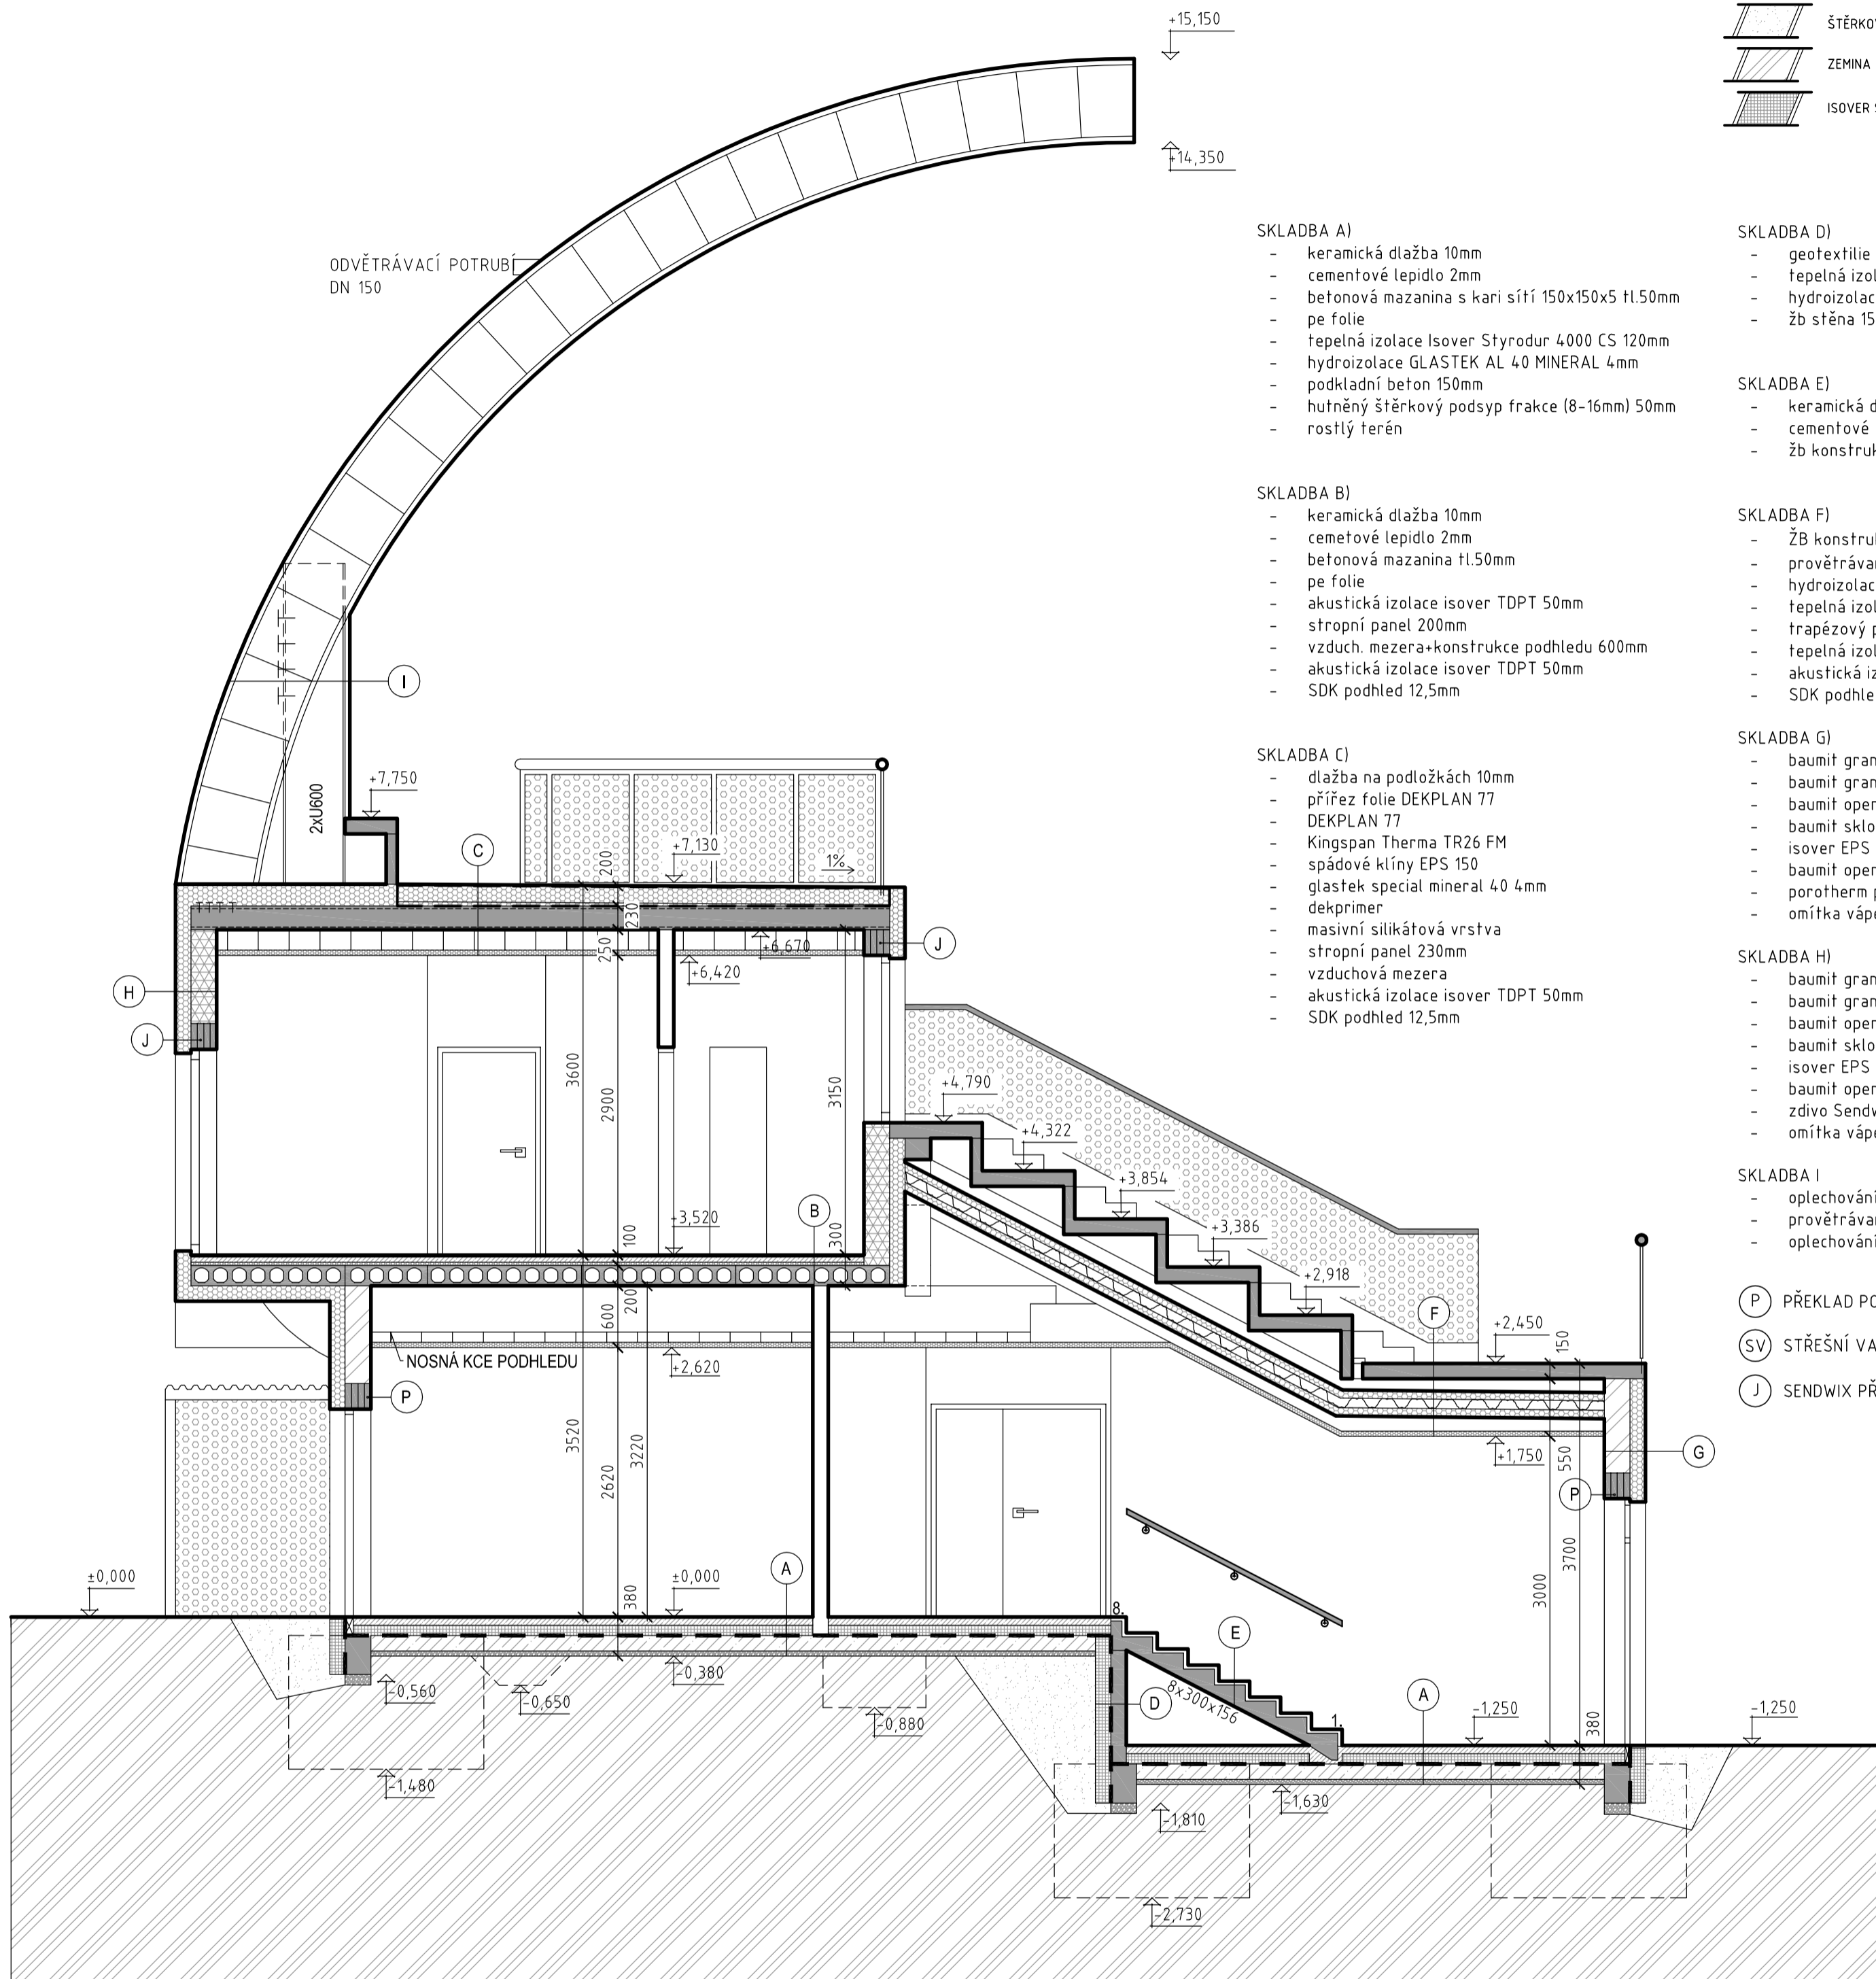 +15,150
+14,350
ODVĚTRÁVACÍ POTRUBÍ
DN 150
ZEMINA
SKLADBA A)
- keramická dlažba 10mm
- cementové lepidlo 2mm
- betonová mazanina s kari sítí 150x150x5 tl.50mm
- pe folie
- tepelná izolace Isover Styrodur 4000 CS 120mm
- hydroizolace GLASTEK AL 40 MINERAL 4mm
- podkladní beton 150mm
- hutněný štěrkový podsyp frakce (8-16mm) 50mm
- rostlý terén
SKLADBA B)
- keramická dlažba 10mm
- cemetové lepidlo 2mm
- betonová mazanina tl.50mm
- pe folie
- akustická izolace isover TDPT 50mm
- stropní panel 200mm
- vzduch. mezera+konstrukce podhledu 600mm
- akustická izolace isover TDPT 50mm
- SDK podhled 12,5mm
SKLADBA C)
- dlažba na podložkách 10mm
- přířez folie DEKPLAN 77
- DEKPLAN 77
- Kingspan Therma TR26 FM
- spádové klíny EPS 150
- glastek special mineral 40 4mm
- dekprimer
- masivní silikátová vrstva
- stropní panel 230mm
- vzduchová mezera
- akustická izolace isover TDPT 50mm
- SDK podhled 12,5mm
ŠTĚRKO
ISOVER
SKLADBA D)
- geotextilie
- tepelná izol
- hydroizolac
- žb stěna 15
SKLADBA E)
- keramická d
- cementové
- žb konstruk
SKLADBA F)
- ŽB konstruk
- provětráva
- hydroizolac
- tepelná izol
- trapézový p
- tepelná izol
- akustická iz
- SDK podhle
SKLADBA G)
- baumit gran
- baumit gran
- baumit oper
- baumit sklo
- isover EPS
- baumit oper
- porotherm p
- omítka vápe
SKLADBA H)
- baumit gran
- baumit gran
- baumit oper
- baumit sklo
- isover EPS
- baumit oper
- zdivo Sendw
- omítka vápe
SKLADBA I
- oplechování
- provětráva
- oplechování
P PŘEKLAD PO
SV STŘEŠNÍ VA
J SENDWIX PŘ
I
2xU600
+7,750
C
200
+7,130
1%
230
250
+6,670
+6,420
J
H
J
3600
2900
3150
+4,790
+4,322
+3,854
+3,386
+2,918
+2,450
150
B
100
+3,520
300
200
600
NOSNÁ KCE PODHLEDU
+2,620
P
F
+1,750
550
G
P
3520
2620
3220
3700
3000
±0,000
±0,000
A
380
8.
E
8x300x156
1.
D
A
-1,250
380
-1,250
-0,560
-0,650
-0,380
-0,880
-1,480
-1,630
-1,810
-2,730